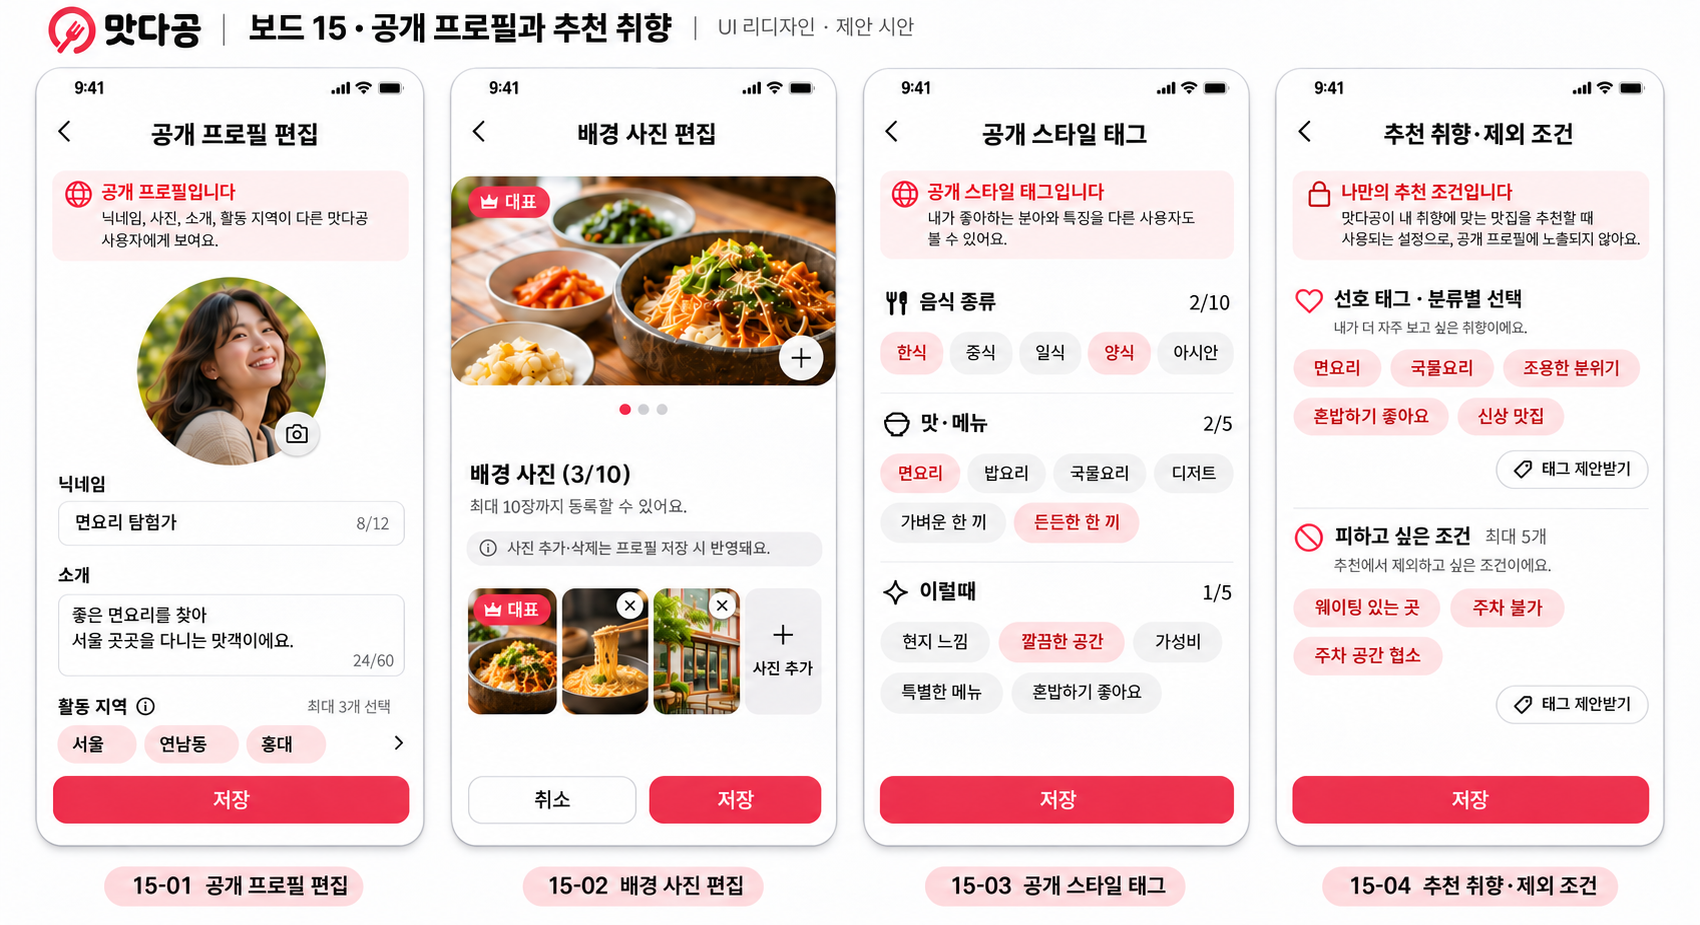 맛다공
보드 15 · 공개 프로필과 추천 취향
UI 리디자인 · 제안 시안
9:41
공개 프로필 편집
공개 프로필입니다
닉네임, 사진, 소개, 활동 지역이 다른 맛다공
사용자에게 보여요.
닉네임
면요리 탐험가
8/12
소개
좋은 면요리를 찾아
서울 곳곳을 다니는 맛객이에요.
24/60
활동 지역
최대 3개 선택
서울
연남동
홍대
저장
15-01 공개 프로필 편집
9:41
배경 사진 편집
대표
배경 사진 (3/10)
최대 10장까지 등록할 수 있어요.
사진 추가·삭제는 프로필 저장 시 반영돼요.
대표
사진 추가
취소
저장
15-02 배경 사진 편집
9:41
공개 스타일 태그
공개 스타일 태그입니다
내가 좋아하는 분야와 특징을 다른 사용자도
볼 수 있어요.
음식 종류
2/10
한식
중식
일식
양식
아시안
맛·메뉴
2/5
면요리
밥요리
국물요리
디저트
가벼운 한 끼
든든한 한 끼
이럴때
1/5
현지 느낌
깔끔한 공간
가성비
특별한 메뉴
혼밥하기 좋아요
저장
15-03 공개 스타일 태그
9:41
추천 취향·제외 조건
나만의 추천 조건입니다
맛다공이 내 취향에 맞는 맛집을 추천할 때
사용되는 설정으로, 공개 프로필에 노출되지 않아요.
선호 태그 · 분류별 선택
내가 더 자주 보고 싶은 취향이에요.
면요리
국물요리
조용한 분위기
혼밥하기 좋아요
신상 맛집
태그 제안받기
피하고 싶은 조건
최대 5개
추천에서 제외하고 싶은 조건이에요.
웨이팅 있는 곳
주차 불가
주차 공간 협소
태그 제안받기
저장
15-04 추천 취향·제외 조건